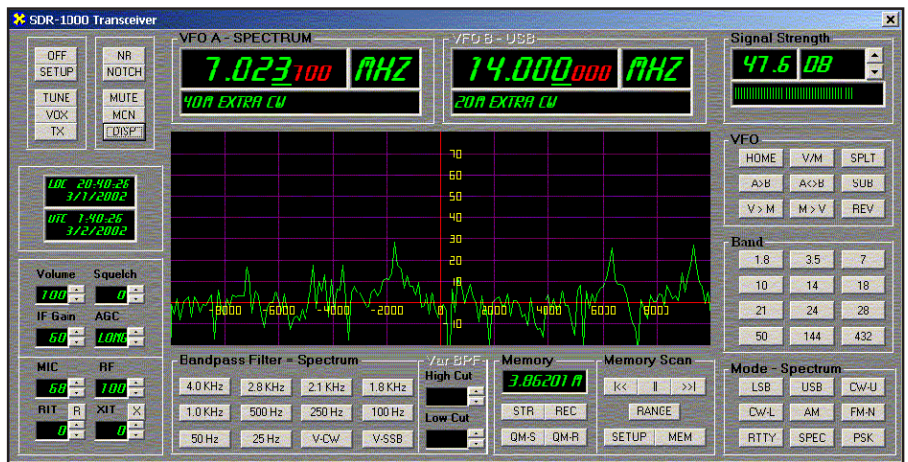 SDR-1000 Transceiver
OFF
SETUP
TUNE
VOX
TX
NR
NOTCH
MUTE
MCN
DISP
VFO A - SPECTRUM
7.023700 MHZ
40M EXTRA CW
VFO B - USB
14.000000 MHZ
20M EXTRA CW
Signal Strength
47.6 DB
LOC 20:40:26
3/1/2002
UTC 1:40:26
3/2/2002
70
60
50
40
30
20
10
-8000 -6000 -4000 -2000 0 2000 4000 6000 8000
-10
VFO
HOME V/M SPLT
A>B A<>B SUB
V > M M > V REV
Band
1.8 3.5 7
10 14 18
21 24 28
50 144 432
Volume Squelch
100 0
IF Gain AGC
60 LONG
MIC RF
68 100
RIT R XIT X
0 0
Bandpass Filter = Spectrum
4.0 KHz 2.8 KHz 2.1 KHz 1.8 KHz
1.0 KHz 500 Hz 250 Hz 100 Hz
50 Hz 25 Hz V-CW V-SSB
Var BPF
High Cut
Low Cut
Memory
3.86201 M
STR REC
QM-S QM-R
Memory Scan
|<< || >>|
RANGE
SETUP MEM
Mode - Spectrum
LSB USB CW-U
CW-L AM FM-N
RTTY SPEC PSK